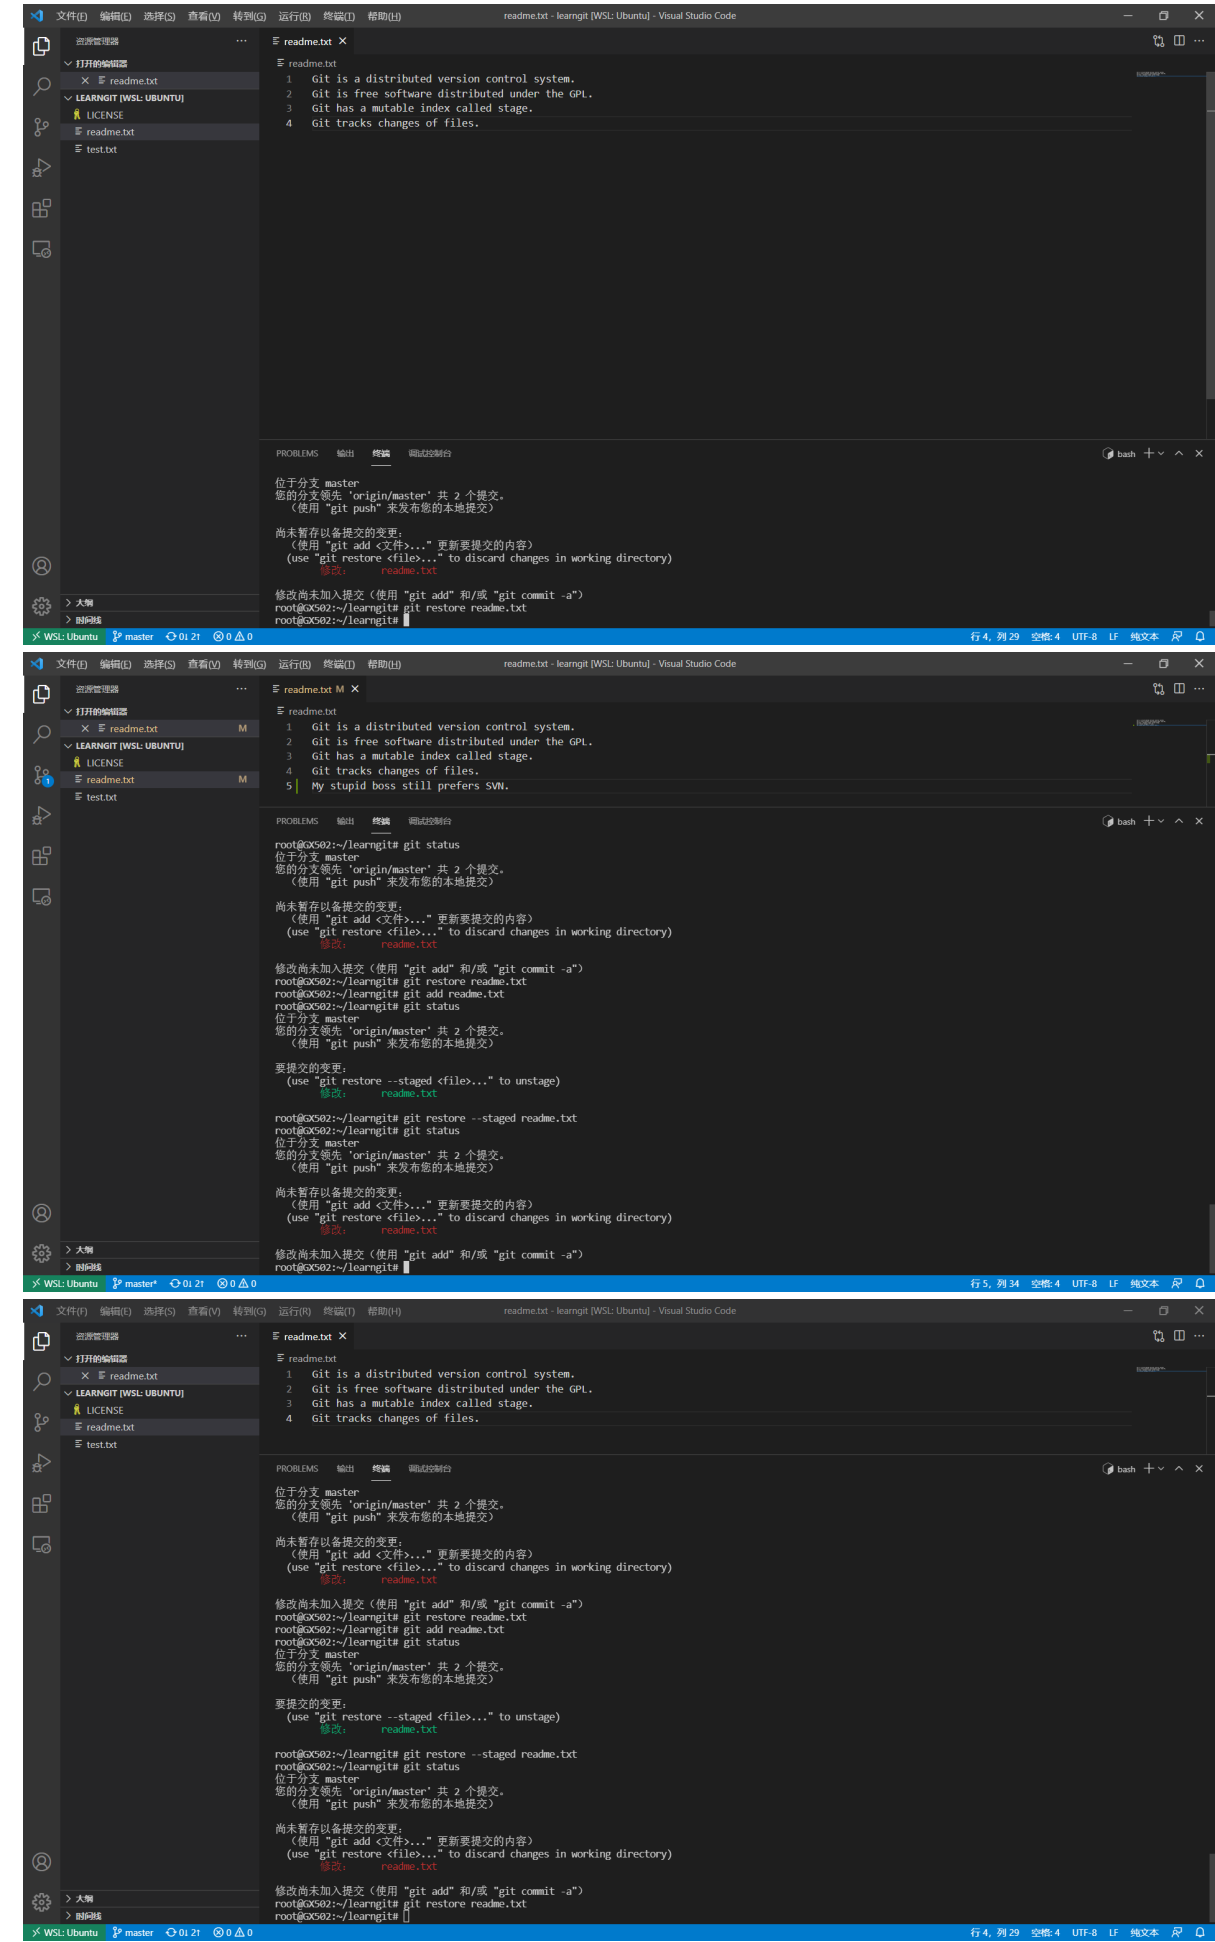 文件(F) 编辑(E) 选择(S) 查看(V) 转到(G) 运行(R) 终端(T) 帮助(H) readme.txt - learngit [WSL: Ubuntu] - Visual Studio Code
资源管理器
打开的编辑器
readme.txt
LEARNGIT [WSL: UBUNTU]
LICENSE
readme.txt
test.txt
大纲
时间线
readme.txt
readme.txt
1 Git is a distributed version control system.
2 Git is free software distributed under the GPL.
3 Git has a mutable index called stage.
4 Git tracks changes of files.
PROBLEMS 输出 终端 调试控制台 bash
位于分支 master
您的分支领先 'origin/master' 共 2 个提交。
（使用 "git push" 来发布您的本地提交）
尚未暂存以备提交的变更：
（使用 "git add <文件>..." 更新要提交的内容）
(use "git restore <file>..." to discard changes in working directory)
修改： readme.txt
修改尚未加入提交（使用 "git add" 和/或 "git commit -a"）
root@GX502:~/learngit# git restore readme.txt
root@GX502:~/learngit#
WSL: Ubuntu master 0↓ 2↑ 0 0 行 4，列 29 空格: 4 UTF-8 LF 纯文本
文件(F) 编辑(E) 选择(S) 查看(V) 转到(G) 运行(R) 终端(T) 帮助(H) readme.txt - learngit [WSL: Ubuntu] - Visual Studio Code
资源管理器
打开的编辑器
readme.txt M
LEARNGIT [WSL: UBUNTU]
LICENSE
1
readme.txt M
test.txt
大纲
时间线
readme.txt M
readme.txt
1 Git is a distributed version control system.
2 Git is free software distributed under the GPL.
3 Git has a mutable index called stage.
4 Git tracks changes of files.
5 My stupid boss still prefers SVN.
PROBLEMS 输出 终端 调试控制台 bash
root@GX502:~/learngit# git status
位于分支 master
您的分支领先 'origin/master' 共 2 个提交。
（使用 "git push" 来发布您的本地提交）
尚未暂存以备提交的变更：
（使用 "git add <文件>..." 更新要提交的内容）
(use "git restore <file>..." to discard changes in working directory)
修改： readme.txt
修改尚未加入提交（使用 "git add" 和/或 "git commit -a"）
root@GX502:~/learngit# git restore readme.txt
root@GX502:~/learngit# git add readme.txt
root@GX502:~/learngit# git status
位于分支 master
您的分支领先 'origin/master' 共 2 个提交。
（使用 "git push" 来发布您的本地提交）
要提交的变更：
(use "git restore --staged <file>..." to unstage)
修改： readme.txt
root@GX502:~/learngit# git restore --staged readme.txt
root@GX502:~/learngit# git status
位于分支 master
您的分支领先 'origin/master' 共 2 个提交。
（使用 "git push" 来发布您的本地提交）
尚未暂存以备提交的变更：
（使用 "git add <文件>..." 更新要提交的内容）
(use "git restore <file>..." to discard changes in working directory)
修改： readme.txt
修改尚未加入提交（使用 "git add" 和/或 "git commit -a"）
root@GX502:~/learngit#
WSL: Ubuntu master* 0↓ 2↑ 0 0 行 5，列 34 空格: 4 UTF-8 LF 纯文本
文件(F) 编辑(E) 选择(S) 查看(V) 转到(G) 运行(R) 终端(T) 帮助(H) readme.txt - learngit [WSL: Ubuntu] - Visual Studio Code
资源管理器
打开的编辑器
readme.txt
LEARNGIT [WSL: UBUNTU]
LICENSE
readme.txt
test.txt
大纲
时间线
readme.txt
readme.txt
1 Git is a distributed version control system.
2 Git is free software distributed under the GPL.
3 Git has a mutable index called stage.
4 Git tracks changes of files.
PROBLEMS 输出 终端 调试控制台 bash
位于分支 master
您的分支领先 'origin/master' 共 2 个提交。
（使用 "git push" 来发布您的本地提交）
尚未暂存以备提交的变更：
（使用 "git add <文件>..." 更新要提交的内容）
(use "git restore <file>..." to discard changes in working directory)
修改： readme.txt
修改尚未加入提交（使用 "git add" 和/或 "git commit -a"）
root@GX502:~/learngit# git restore readme.txt
root@GX502:~/learngit# git add readme.txt
root@GX502:~/learngit# git status
位于分支 master
您的分支领先 'origin/master' 共 2 个提交。
（使用 "git push" 来发布您的本地提交）
要提交的变更：
(use "git restore --staged <file>..." to unstage)
修改： readme.txt
root@GX502:~/learngit# git restore --staged readme.txt
root@GX502:~/learngit# git status
位于分支 master
您的分支领先 'origin/master' 共 2 个提交。
（使用 "git push" 来发布您的本地提交）
尚未暂存以备提交的变更：
（使用 "git add <文件>..." 更新要提交的内容）
(use "git restore <file>..." to discard changes in working directory)
修改： readme.txt
修改尚未加入提交（使用 "git add" 和/或 "git commit -a"）
root@GX502:~/learngit# git restore readme.txt
root@GX502:~/learngit#
WSL: Ubuntu master 0↓ 2↑ 0 0 行 4，列 29 空格: 4 UTF-8 LF 纯文本